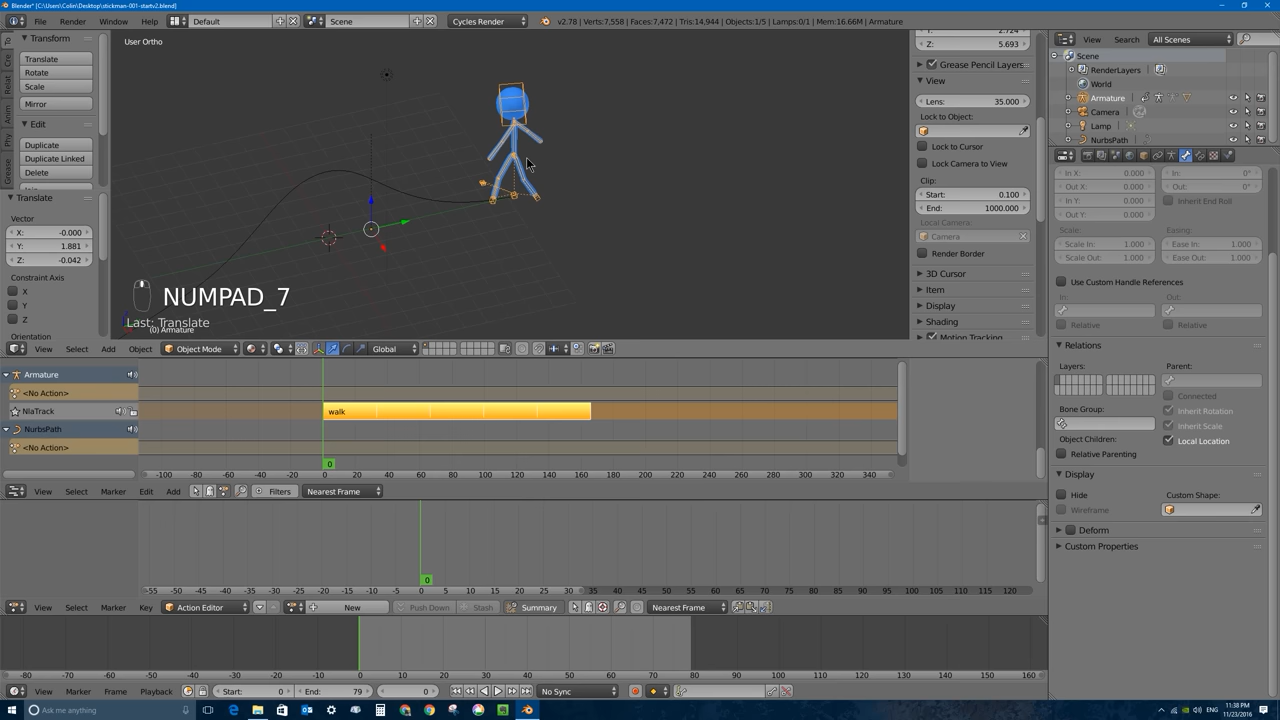 Blender* [C:\Users\Colin\Desktop\stickman-001-startv2.blend]
File Render Window Help Default Scene Cycles Render v2.78 | Verts:7,558 | Faces:7,472 | Tris:14,944 | Objects:1/5 | Lamps:0/1 | Mem:16.66M | Armature
Transform
Translate
Rotate
Scale
Mirror
Edit
Duplicate
Duplicate Linked
Delete
Translate
Vector
X: -0.000
Y: 1.881
Z: -0.042
Constraint Axis
X
Y
Z
Orientation
User Ortho
NUMPAD_7
Last: Translate
(0) Armature
Z: 5.693
Grease Pencil Layers
View
Lens: 35.000
Lock to Object:
Lock to Cursor
Lock Camera to View
Clip:
Start: 0.100
End: 1000.000
Local Camera
Camera
Render Border
3D Cursor
Item
Display
Shading
Motion Tracking
View Search All Scenes
Scene
RenderLayers
World
Armature
Camera
Lamp
NurbsPath
In X: 0.000 In: 0°
Out X: 0.000 Out: 0°
In Y: 0.000 Inherit End Roll
Out Y: 0.000
Scale: Easing:
Scale In: 1.000 Ease In: 1.000
Scale Out: 1.000 Ease Out: 1.000
Use Custom Handle References
In: Out:
Relative Relative
Relations
Layers: Parent:
Connected
Bone Group: Inherit Rotation
Inherit Scale
Object Children: Local Location
Relative Parenting
Display
Hide Custom Shape:
Wireframe
Deform
Custom Properties
View Select Add Object Object Mode Global
Armature
<No Action>
NlaTrack walk
NurbsPath
<No Action>
0
-100 -80 -60 -40 -20 0 20 40 60 80 100 120 140 160 180 200 220 240 260 280 300 320 340
View Select Marker Edit Add Filters Nearest Frame
0
-55 -50 -45 -40 -35 -30 -25 -20 -15 -10 -5 0 5 10 15 20 25 30 35 40 45 50 55 60 65 70 75 80 85 90 95 100 105 110 115 120
View Select Marker Key Action Editor New Push Down Stash Summary Nearest Frame
-80 -70 -60 -50 -40 -30 -20 -10 0 10 20 30 40 50 60 70 80 90 100 110 120 130 140 150 160
View Marker Frame Playback Start: 0 End: 79 0 No Sync
Ask me anything ENG 11:38 PM
11/23/2016